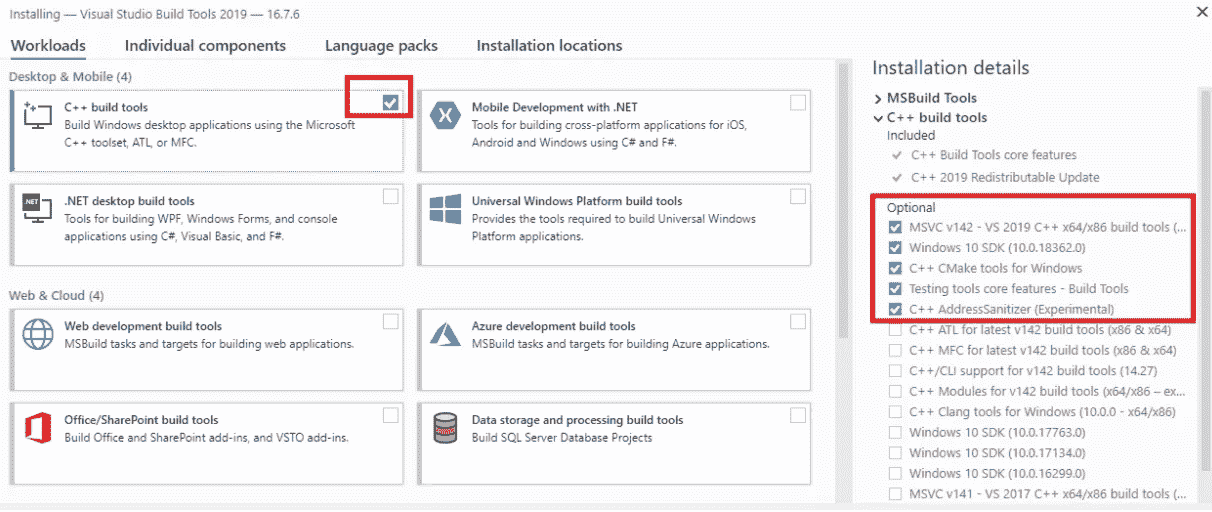 Installing — Visual Studio Build Tools 2019 — 16.7.6
Workloads
Individual components
Language packs
Installation locations
Desktop & Mobile (4)
C++ build tools
Build Windows desktop applications using the Microsoft
C++ toolset, ATL, or MFC.
Mobile Development with .NET
Tools for building cross-platform applications for iOS,
Android and Windows using C# and F#.
.NET
.NET desktop build tools
Tools for building WPF, Windows Forms, and console
applications using C#, Visual Basic, and F#.
Universal Windows Platform build tools
Provides the tools required to build Universal Windows
Platform applications.
Web & Cloud (4)
Web development build tools
MSBuild tasks and targets for building web applications.
Azure development build tools
MSBuild tasks and targets for building Azure applications.
Office/SharePoint build tools
Build Office and SharePoint add-ins, and VSTO add-ins.
Data storage and processing build tools
Build SQL Server Database Projects
Installation details
MSBuild Tools
C++ build tools
Included
C++ Build Tools core features
C++ 2019 Redistributable Update
Optional
MSVC v142 - VS 2019 C++ x64/x86 build tools (...
Windows 10 SDK (10.0.18362.0)
C++ CMake tools for Windows
Testing tools core features - Build Tools
C++ AddressSanitizer (Experimental)
C++ ATL for latest v142 build tools (x86 & x64)
C++ MFC for latest v142 build tools (x86 & x64)
C++/CLI support for v142 build tools (14.27)
C++ Modules for v142 build tools (x64/x86 – ex...
C++ Clang tools for Windows (10.0.0 - x64/x86)
Windows 10 SDK (10.0.17763.0)
Windows 10 SDK (10.0.17134.0)
Windows 10 SDK (10.0.16299.0)
MSVC v141 - VS 2017 C++ x64/x86 build tools (...